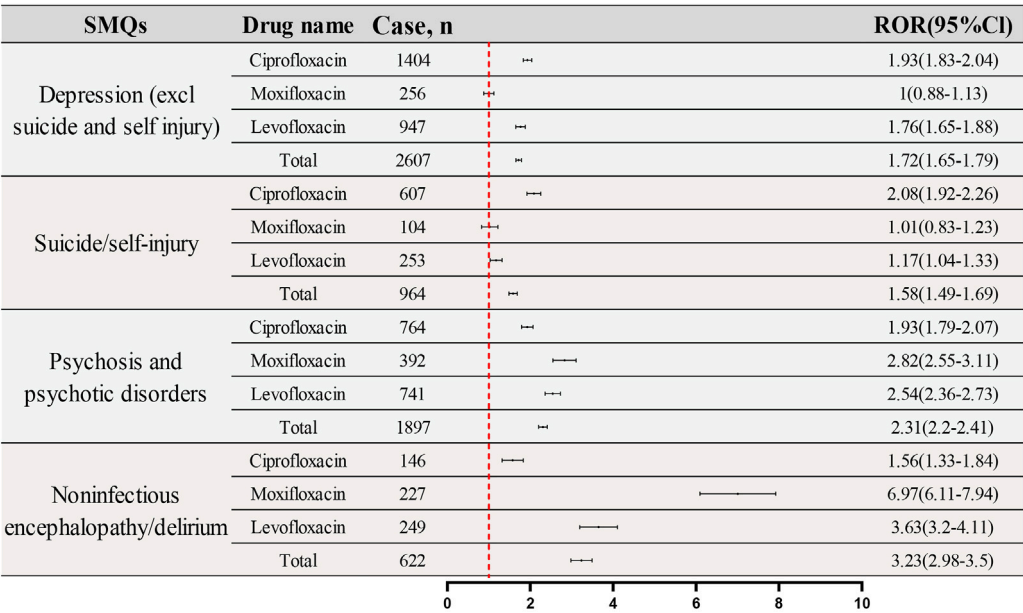 SMQs Drug name Case, n ROR(95%Cl)
Depression (excl
suicide and self injury)
Ciprofloxacin 1404 1.93(1.83-2.04)
Moxifloxacin 256 1(0.88-1.13)
Levofloxacin 947 1.76(1.65-1.88)
Total 2607 1.72(1.65-1.79)
Suicide/self-injury
Ciprofloxacin 607 2.08(1.92-2.26)
Moxifloxacin 104 1.01(0.83-1.23)
Levofloxacin 253 1.17(1.04-1.33)
Total 964 1.58(1.49-1.69)
Psychosis and
psychotic disorders
Ciprofloxacin 764 1.93(1.79-2.07)
Moxifloxacin 392 2.82(2.55-3.11)
Levofloxacin 741 2.54(2.36-2.73)
Total 1897 2.31(2.2-2.41)
Noninfectious
encephalopathy/delirium
Ciprofloxacin 146 1.56(1.33-1.84)
Moxifloxacin 227 6.97(6.11-7.94)
Levofloxacin 249 3.63(3.2-4.11)
Total 622 3.23(2.98-3.5)
0 2 4 6 8 10